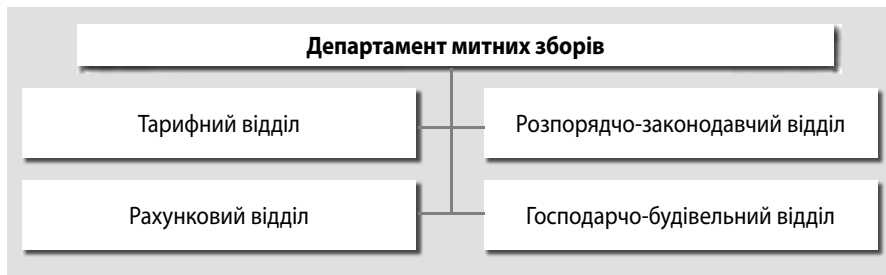 Департамент митних зборів
Тарифний відділ
Розпорядчо-законодавчий відділ
Рахунковий відділ
Господарчо-будівельний відділ